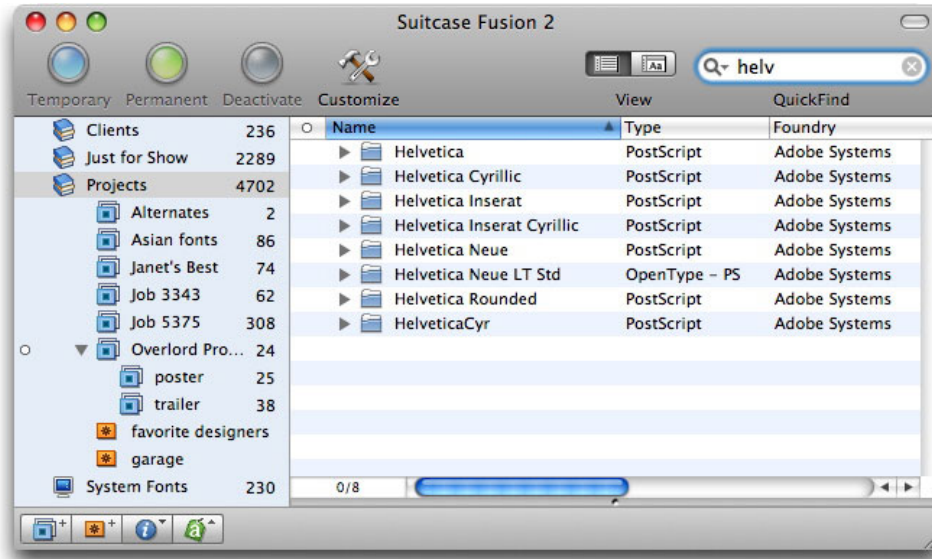 Suitcase Fusion 2
helv
Temporary Permanent Deactivate Customize View QuickFind
Clients 236
Just for Show 2289
Projects 4702
Alternates 2
Asian fonts 86
Janet's Best 74
Job 3343 62
Job 5375 308
Overlord Pro... 24
poster 25
trailer 38
favorite designers
garage
System Fonts 230
Name Type Foundry
Helvetica PostScript Adobe Systems
Helvetica Cyrillic PostScript Adobe Systems
Helvetica Inserat PostScript Adobe Systems
Helvetica Inserat Cyrillic PostScript Adobe Systems
Helvetica Neue PostScript Adobe Systems
Helvetica Neue LT Std OpenType - PS Adobe Systems
Helvetica Rounded PostScript Adobe Systems
HelveticaCyr PostScript Adobe Systems
0/8